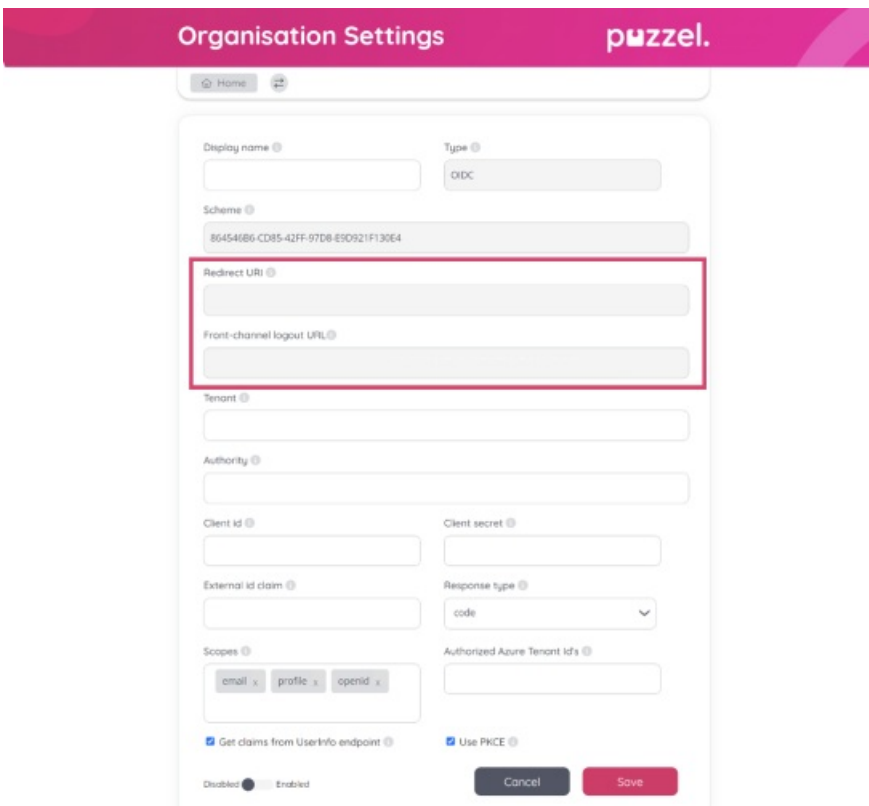 Organisation Settings puzzel.
Home
Display name Type
OIDC
Scheme
864546B6-CD85-42FF-97D8-E9D921F130E4
Redirect URI
Front-channel logout URL
Tenant
Authority
Client id Client secret
External id claim Response type
code
Scopes Authorized Azure Tenant Id's
email x profile x openid x
Get claims from UserInfo endpoint Use PKCE
Disabled Enabled Cancel Save